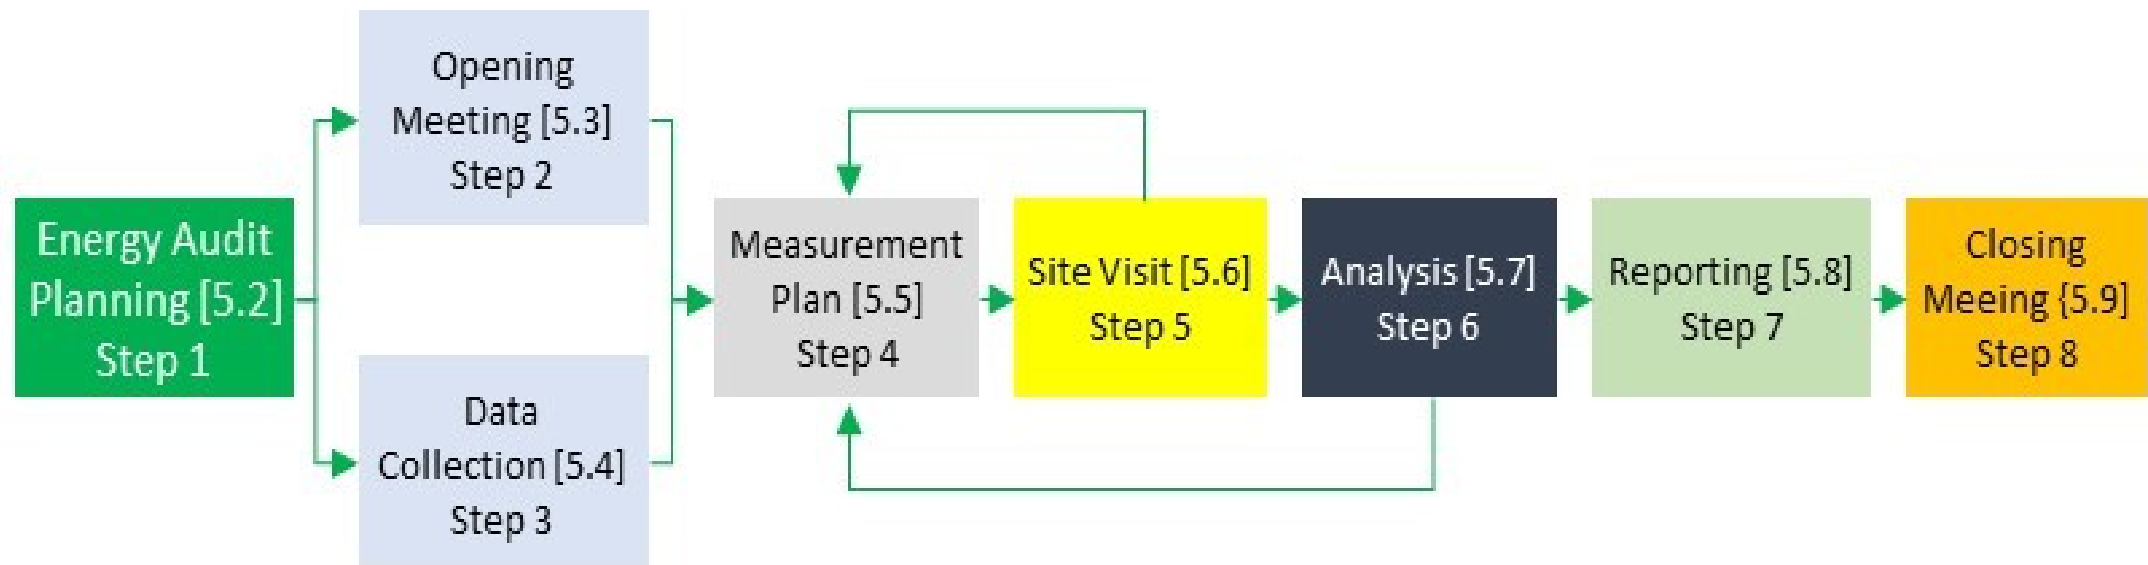 Energy Audit
Planning [5.2]
Step 1
Opening
Meeting [5.3]
Step 2
Data
Collection [5.4]
Step 3
Measurement
Plan [5.5]
Step 4
Site Visit [5.6]
Step 5
Analysis [5.7]
Step 6
Reporting [5.8]
Step 7
Closing
Meeing {5.9]
Step 8